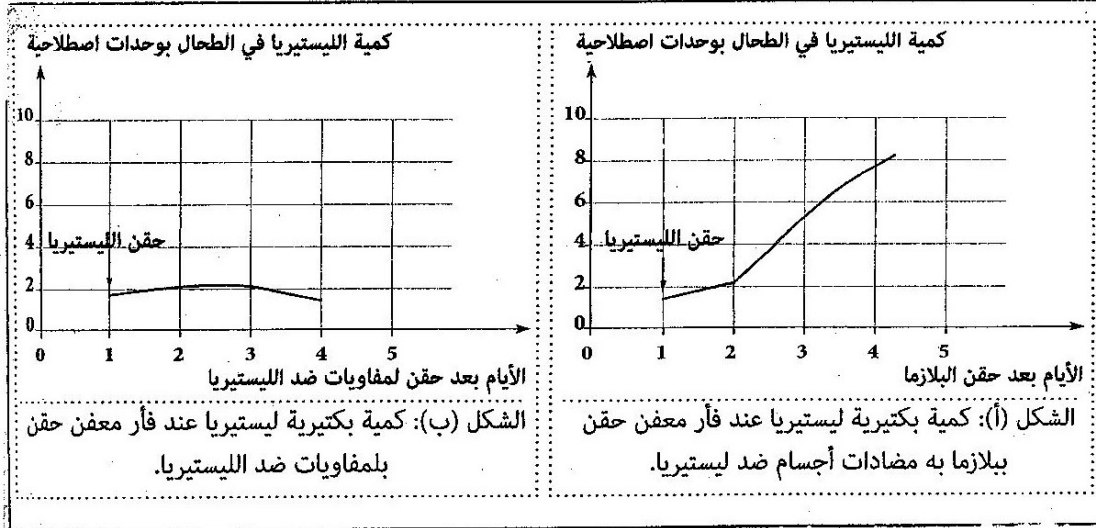 كمية الليستيريا في الطحال بوحدات اصطلاحية
10
8
6
4
2
0
حقن الليستيريا
0 1 2 3 4 5
الأيام بعد حقن البلازما
الشكل (أ): كمية بكتيرية ليستيريا عند فأر معفن حقن
ببلازما به مضادات أجسام ضد ليستيريا.
كمية الليستيريا في الطحال بوحدات اصطلاحية
10
8
6
4
2
0
حقن الليستيريا
0 1 2 3 4 5
الأيام بعد حقن لمفاويات ضد الليستيريا
الشكل (ب): كمية بكتيرية ليستيريا عند فأر معفن حقن
بلمفاويات ضد الليستيريا.